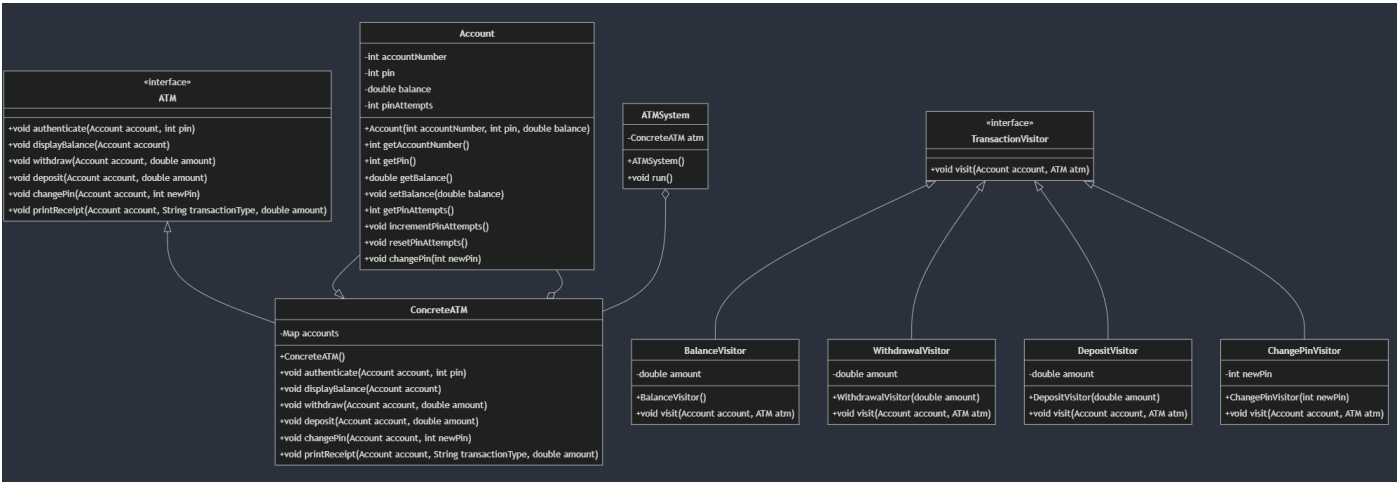 «interface»
ATM
+void authenticate(Account account, int pin)
+void displayBalance(Account account)
+void withdraw(Account account, double amount)
+void deposit(Account account, double amount)
+void changePin(Account account, int newPin)
+void printReceipt(Account account, String transactionType, double amount)
Account
-int accountNumber
-int pin
-double balance
-int pinAttempts
+Account(int accountNumber, int pin, double balance)
+int getAccountNumber()
+int getPin()
+double getBalance()
+void setBalance(double balance)
+int getPinAttempts()
+void incrementPinAttempts()
+void resetPinAttempts()
+void changePin(int newPin)
ATMSystem
-ConcreteATM atm
+ATMSystem()
+void run()
«interface»
TransactionVisitor
+void visit(Account account, ATM atm)
ConcreteATM
-Map accounts
+ConcreteATM()
+void authenticate(Account account, int pin)
+void displayBalance(Account account)
+void withdraw(Account account, double amount)
+void deposit(Account account, double amount)
+void changePin(Account account, int newPin)
+void printReceipt(Account account, String transactionType, double amount)
BalanceVisitor
-double amount
+BalanceVisitor()
+void visit(Account account, ATM atm)
WithdrawalVisitor
-double amount
+WithdrawalVisitor(double amount)
+void visit(Account account, ATM atm)
DepositVisitor
-double amount
+DepositVisitor(double amount)
+void visit(Account account, ATM atm)
ChangePinVisitor
-int newPin
+ChangePinVisitor(int newPin)
+void visit(Account account, ATM atm)